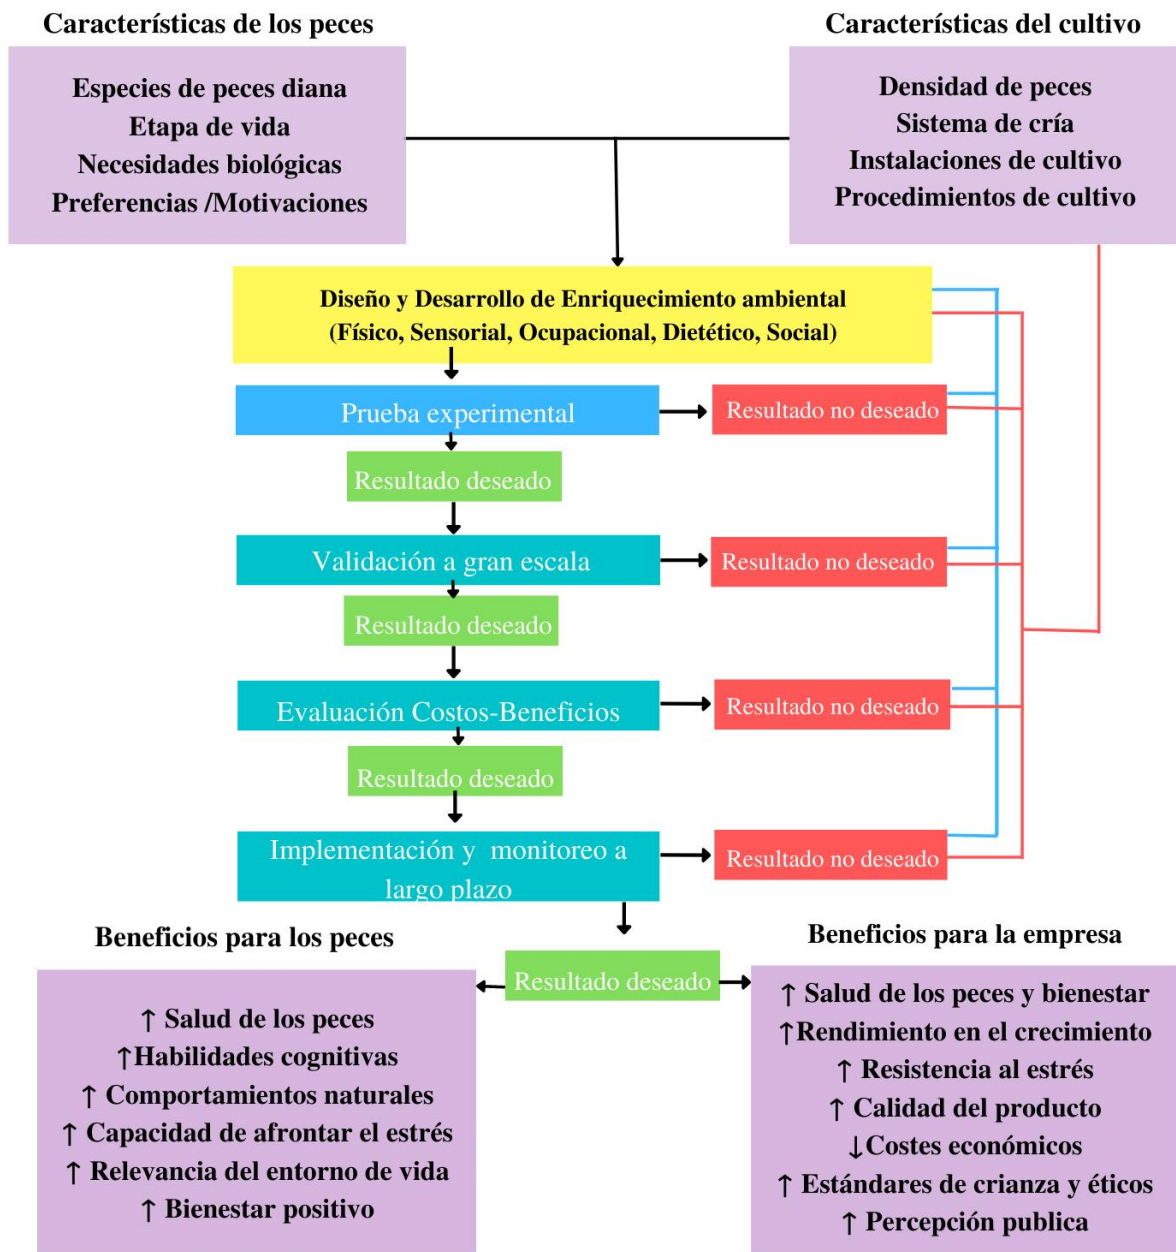 Características de los peces
Especies de peces diana
Etapa de vida
Necesidades biológicas
Preferencias /Motivaciones
Características del cultivo
Densidad de peces
Sistema de cría
Instalaciones de cultivo
Procedimientos de cultivo
Diseño y Desarrollo de Enriquecimiento ambiental
(Físico, Sensorial, Ocupacional, Dietético, Social)
Prueba experimental
Resultado no deseado
Resultado deseado
Validación a gran escala
Resultado no deseado
Resultado deseado
Evaluación Costos-Beneficios
Resultado no deseado
Resultado deseado
Implementación y monitoreo a
largo plazo
Resultado no deseado
Resultado deseado
Beneficios para los peces
↑ Salud de los peces
↑Habilidades cognitivas
↑ Comportamientos naturales
↑ Capacidad de afrontar el estrés
↑ Relevancia del entorno de vida
↑ Bienestar positivo
Beneficios para la empresa
↑ Salud de los peces y bienestar
↑Rendimiento en el crecimiento
↑ Resistencia al estrés
↑ Calidad del producto
↓Costes económicos
↑ Estándares de crianza y éticos
↑ Percepción publica